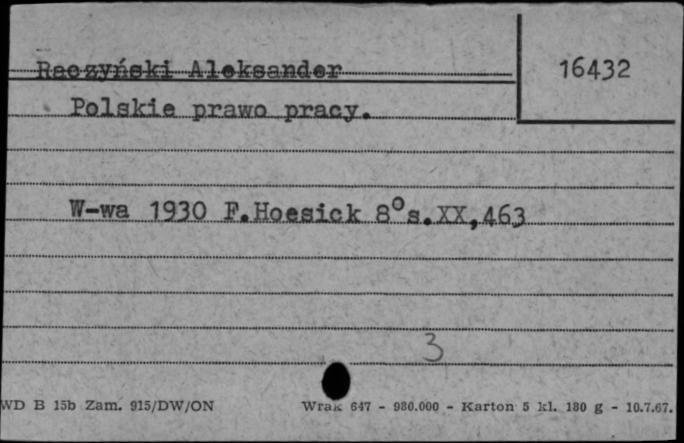 Raczyński Aleksander
16432
Polskie prawo pracy.
W-wa 1930 F.Hoesick 8° s.XX,463
3
WD B 15b Zam. 915/DW/ON Wrak 647 - 980.000 - Karton 5 kl. 180 g - 10.7.67.